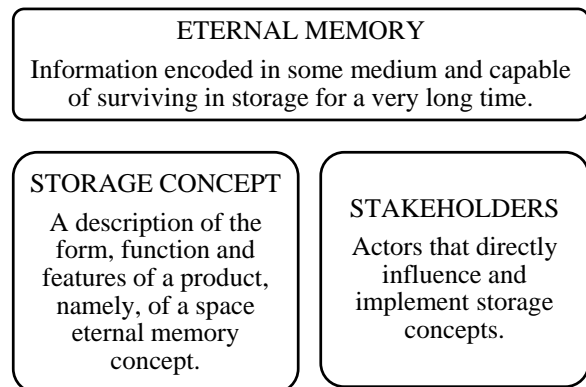 ETERNAL MEMORY
Information encoded in some medium and capable
of surviving in storage for a very long time.
STORAGE CONCEPT
A description of the
form, function and
features of a product,
namely, of a space
eternal memory
concept.
STAKEHOLDERS
Actors that directly
influence and
implement storage
concepts.